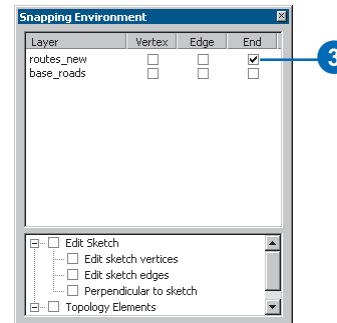 Snapping Environment
Layer Vertex Edge End
routes_new
base_roads
3
Edit Sketch
Edit sketch vertices
Edit sketch edges
Perpendicular to sketch
Topology Elements